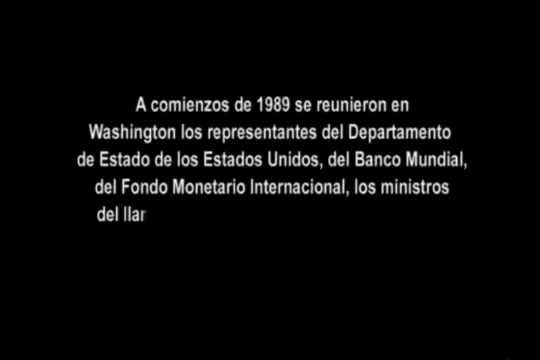 A comienzos de 1989 se reunieron en
Washington los representantes del Departamento
de Estado de los Estados Unidos, del Banco Mundial,
del Fondo Monetario Internacional, los ministros
del llar